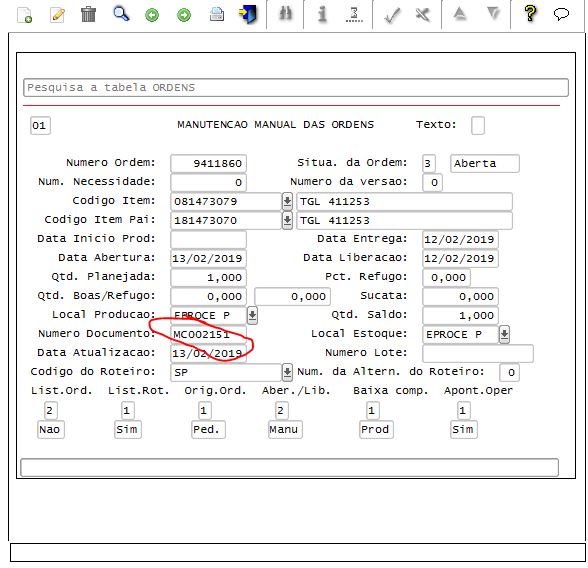 Pesquisa a tabela ORDENS
01 MANUTENCAO MANUAL DAS ORDENS Texto:
Numero Ordem: 9411860 Situa. da Ordem: 3 Aberta
Num. Necessidade: 0 Numero da versao: 0
Codigo Item: 081473079 TGL 411253
Codigo Item Pai: 181473070 TGL 411253
Data Inicio Prod: Data Entrega: 12/02/2019
Data Abertura: 13/02/2019 Data Liberacao: 12/02/2019
Qtd. Planejada: 1,000 Pct. Refugo: 0,000
Qtd. Boas/Refugo: 0,000 0,000 Sucata: 0,000
Local Producao: EPROCE P Qtd. Saldo: 1,000
Numero Documento: MC002151 Local Estoque: EPROCE P
Data Atualizacao: 13/02/2019 Numero Lote:
Codigo do Roteiro: SP Num. da Altern. do Roteiro: 0
List.Ord. List.Rot. Orig.Ord. Aber./Lib. Baixa comp. Apont.Oper
2 1 1 2 1 1
Nao Sim Ped. Manu Prod Sim